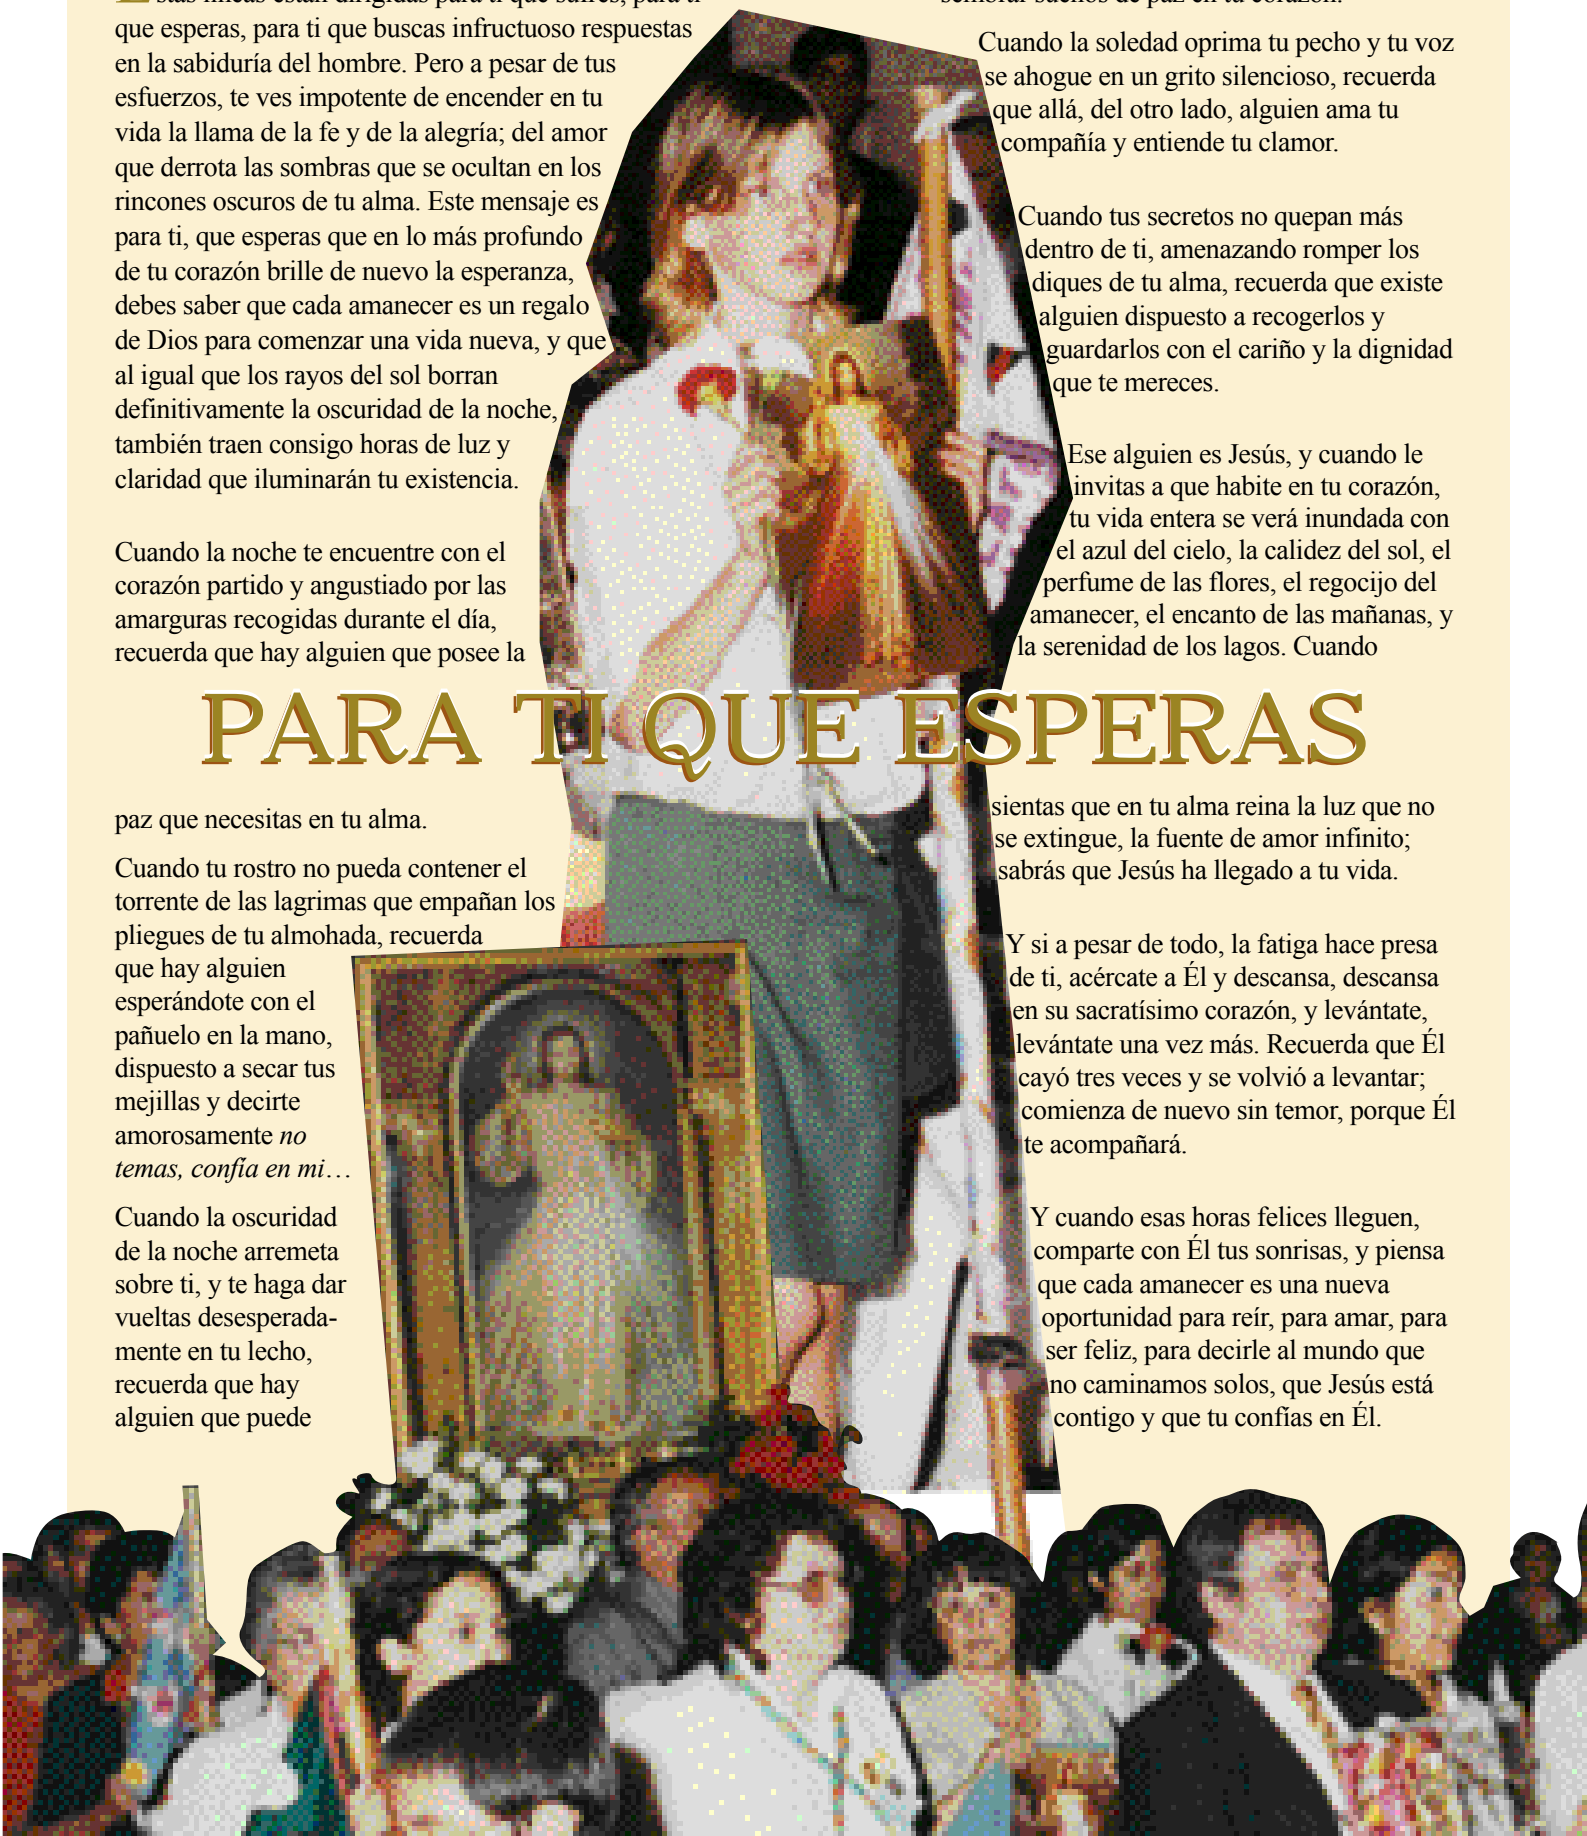 stas líneas están dirigidas para ti que sufres, para ti
que esperas, para ti que buscas infructuoso respuestas
en la sabiduría del hombre. Pero a pesar de tus
esfuerzos, te ves impotente de encender en tu
vida la llama de la fe y de la alegría; del amor
que derrota las sombras que se ocultan en los
rincones oscuros de tu alma. Este mensaje es
para ti, que esperas que en lo más profundo
de tu corazón brille de nuevo la esperanza,
debes saber que cada amanecer es un regalo
de Dios para comenzar una vida nueva, y que
al igual que los rayos del sol borran
definitivamente la oscuridad de la noche,
también traen consigo horas de luz y
claridad que iluminarán tu existencia.
Cuando la noche te encuentre con el
corazón partido y angustiado por las
amarguras recogidas durante el día,
recuerda que hay alguien que posee la
PARA TI QUE ESPERAS
paz que necesitas en tu alma.
Cuando tu rostro no pueda contener el
torrente de las lagrimas que empañan los
pliegues de tu almohada, recuerda
que hay alguien
esperándote con el
pañuelo en la mano,
dispuesto a secar tus
mejillas y decirte
amorosamente no
temas, confía en mi…
Cuando la oscuridad
de la noche arremeta
sobre ti, y te haga dar
vueltas desesperada-
mente en tu lecho,
recuerda que hay
alguien que puede
sembrar sueños de paz en tu corazón.
Cuando la soledad oprima tu pecho y tu voz
se ahogue en un grito silencioso, recuerda
que allá, del otro lado, alguien ama tu
compañía y entiende tu clamor.
Cuando tus secretos no quepan más
dentro de ti, amenazando romper los
diques de tu alma, recuerda que existe
alguien dispuesto a recogerlos y
guardarlos con el cariño y la dignidad
que te mereces.
Ese alguien es Jesús, y cuando le
invitas a que habite en tu corazón,
tu vida entera se verá inundada con
el azul del cielo, la calidez del sol, el
perfume de las flores, el regocijo del
amanecer, el encanto de las mañanas, y
la serenidad de los lagos. Cuando
sientas que en tu alma reina la luz que no
se extingue, la fuente de amor infinito;
sabrás que Jesús ha llegado a tu vida.
Y si a pesar de todo, la fatiga hace presa
de ti, acércate a Él y descansa, descansa
en su sacratísimo corazón, y levántate,
levántate una vez más. Recuerda que Él
cayó tres veces y se volvió a levantar;
comienza de nuevo sin temor, porque Él
te acompañará.
Y cuando esas horas felices lleguen,
comparte con Él tus sonrisas, y piensa
que cada amanecer es una nueva
oportunidad para reír, para amar, para
ser feliz, para decirle al mundo que
no caminamos solos, que Jesús está
contigo y que tu confías en Él.